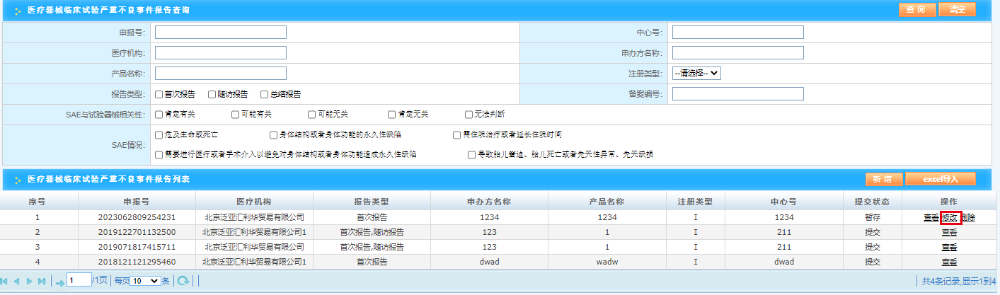 医疗器械临床试验严重不良事件报告查询 查 询 清空
申报号: 中心号:
医疗机构: 申办方名称:
产品名称: 注册类型: --请选择--
报告类型: 首次报告 随访报告 总结报告 备案编号:
SAE与试验器械相关性: 肯定有关 可能有关 可能无关 肯定无关 无法判断
SAE情况: 危及生命或死亡 身体结构或者身体功能的永久性缺陷 需住院治疗或者延长住院时间
需要进行医疗或者手术介入以避免对身体结构或者身体功能造成永久性缺陷 导致胎儿窘迫、胎儿死亡或者先天性异常、先天缺损
医疗器械临床试验严重不良事件报告列表 新 增 excel导入
序号 申报号 医疗机构 报告类型 申办方名称 产品名称 注册类型 中心号 提交状态 操作
1 2023062809254231 北京泛亚汇利华贸易有限公司 首次报告 1234 1234 I 1234 暂存 查看 修改 删除
2 2019122701132500 北京泛亚汇利华贸易有限公司1 首次报告,随访报告 123 1 I 211 提交 查看
3 2019071817415711 北京泛亚汇利华贸易有限公司1 首次报告,随访报告 123 1 I 211 提交 查看
4 2018121121295460 北京泛亚汇利华贸易有限公司1 首次报告 dwad wadw I dwad 提交 查看
1 /1页 每页 10 条 共4条记录,显示1到4